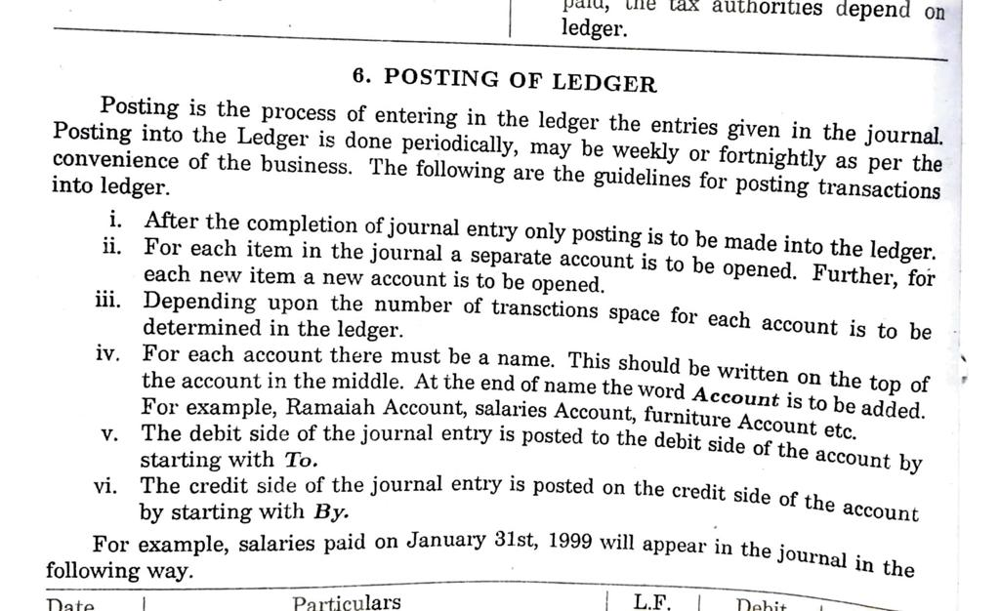 paid, the tax authorities depend on
ledger.
6. POSTING OF LEDGER
Posting is the process of entering in the ledger the entries given in the journal.
Posting into the Ledger is done periodically, may be weekly or fortnightly as per the
convenience of the business. The following are the guidelines for posting transactions
into ledger.
i. After the completion of journal entry only posting is to be made into the ledger.
ii. For each item in the journal a separate account is to be opened. Further, for
each new item a new account is to be opened.
iii. Depending upon the number of transctions space for each account is to be
determined in the ledger.
iv. For each account there must be a name. This should be written on the top of
the account in the middle. At the end of name the word Account is to be added.
For example, Ramaiah Account, salaries Account, furniture Account etc.
v. The debit side of the journal entry is posted to the debit side of the account by
starting with To.
vi. The credit side of the journal entry is posted on the credit side of the account
by starting with By.
For example, salaries paid on January 31st, 1999 will appear in the journal in the
following way.
Date Particulars L.F. Debit